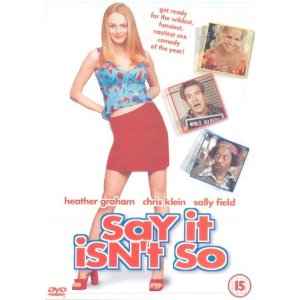 get ready for the wildest,
funniest,
nastiest sex
comedy
of the year!
heather graham chris klein sally field
say it
isn't so
DVD
VIDEO
15